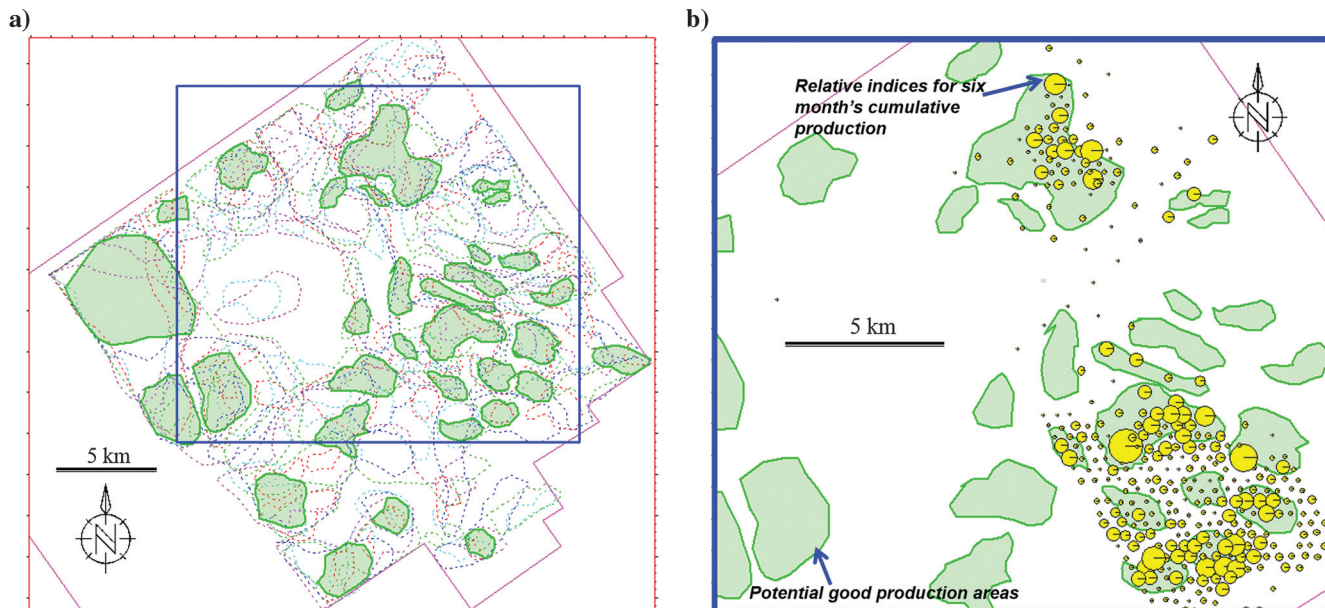 a)
5 km
N
b)
Relative indices for six
month's cumulative
production
N
5 km
Potential good production areas